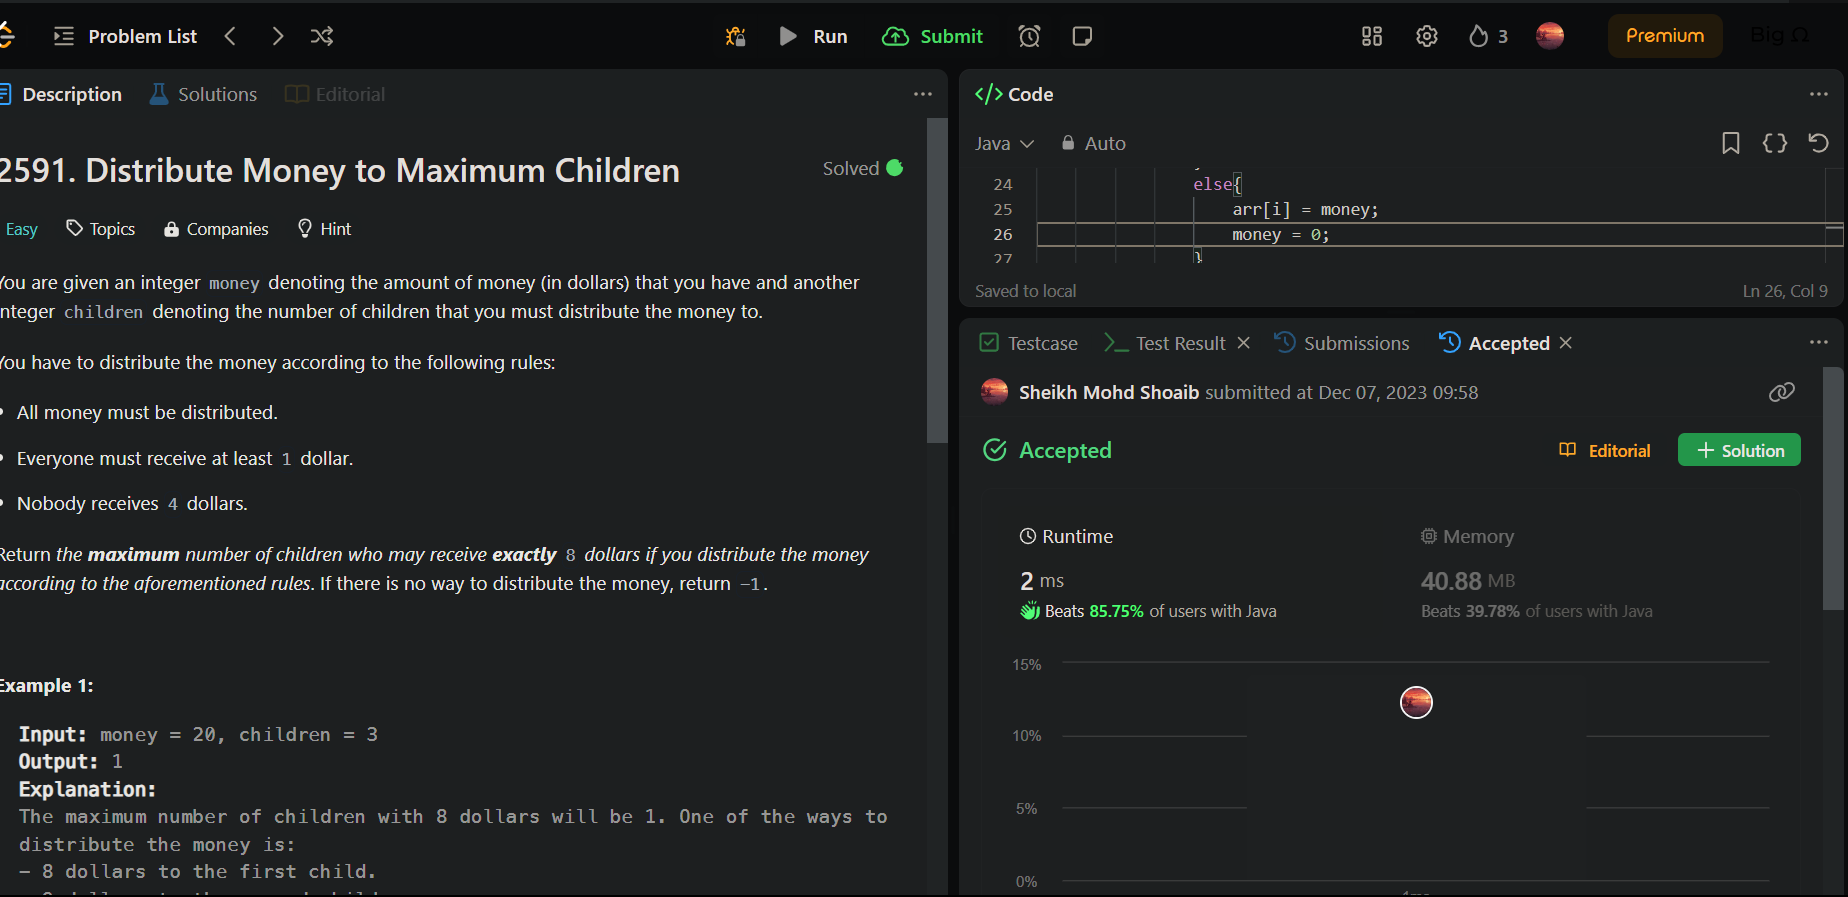 Problem List
Run
Submit
3
Premium
Big Ω
Description
Solutions
Editorial
2591. Distribute Money to Maximum Children
Solved
Easy
Topics
Companies
Hint
You are given an integer money denoting the amount of money (in dollars) that you have and another
integer children denoting the number of children that you must distribute the money to.
You have to distribute the money according to the following rules:
• All money must be distributed.
• Everyone must receive at least 1 dollar.
• Nobody receives 4 dollars.
Return the maximum number of children who may receive exactly 8 dollars if you distribute the money
according to the aforementioned rules. If there is no way to distribute the money, return -1.
Example 1:
Input: money = 20, children = 3
Output: 1
Explanation:
The maximum number of children with 8 dollars will be 1. One of the ways to
distribute the money is:
- 8 dollars to the first child.
</> Code
Java
Auto
24 else{
25 arr[i] = money;
26 money = 0;
27 }
Saved to local
Ln 26, Col 9
Testcase
Test Result
Submissions
Accepted
Sheikh Mohd Shoaib submitted at Dec 07, 2023 09:58
Accepted
Editorial
+ Solution
Runtime
2 ms
Beats 85.75% of users with Java
Memory
40.88 MB
Beats 39.78% of users with Java
15%
10%
5%
0%